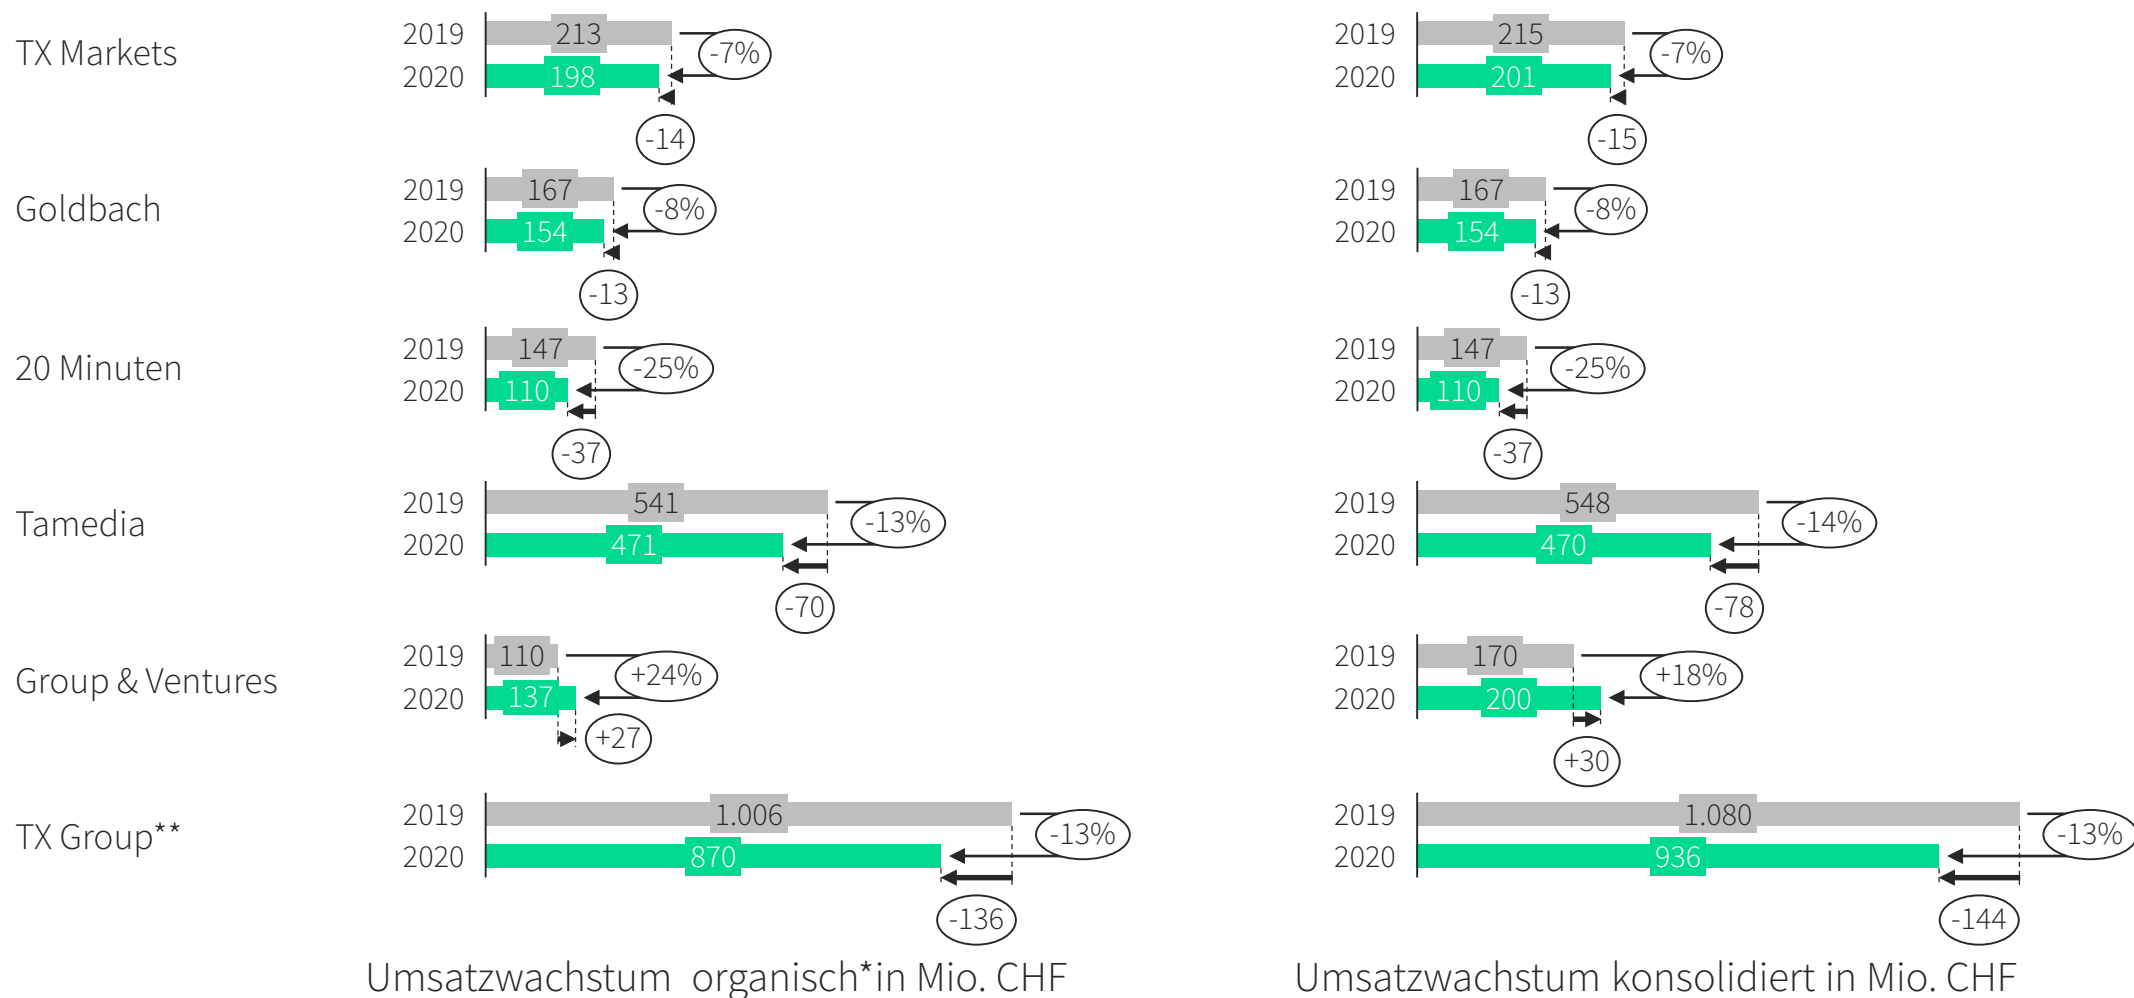 TX Markets
2019 213 -7%
2020 198
-14
2019 215 -7%
2020 201
-15
Goldbach
2019 167 -8%
2020 154
-13
2019 167 -8%
2020 154
-13
20 Minuten
2019 147 -25%
2020 110
-37
2019 147 -25%
2020 110
-37
Tamedia
2019 541 -13%
2020 471
-70
2019 548 -14%
2020 470
-78
Group & Ventures
2019 110 +24%
2020 137
+27
2019 170 +18%
2020 200
+30
TX Group**
2019 1.006 -13%
2020 870
-136
2019 1.080 -13%
2020 936
-144
Umsatzwachstum organisch*in Mio. CHF
Umsatzwachstum konsolidiert in Mio. CHF